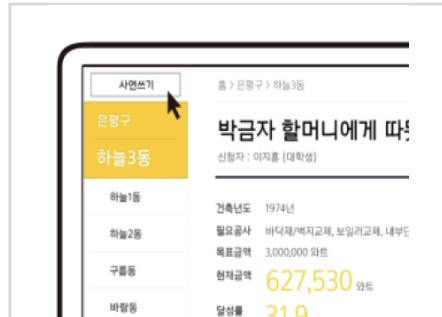 사연쓰기
은평구
하늘3동
하늘1동
하늘2동
구름동
바람동
홈 > 은평구 > 하늘3동
박금자 할머니에게 따
신청자 : 이지훈 (대학생)
건축년도 1974년
필요공사 바닥재/벽지교체, 보일러교체, 내부단
목표금액 3,000,000 와트
현재금액 627,530 와트
달성률 31.9